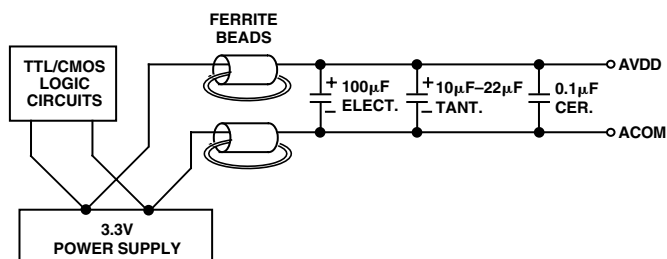 FERRITE
BEADS
TTL/CMOS
LOGIC
CIRCUITS
+ 100μF
– ELECT.
+ 10μF–22μF
– TANT.
0.1μF
CER.
AVDD
ACOM
3.3V
POWER SUPPLY